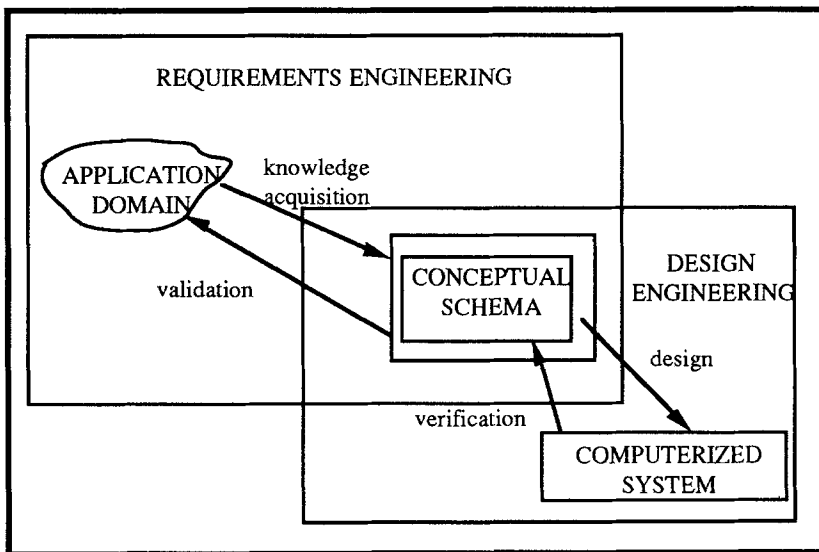 REQUIREMENTS ENGINEERING
APPLICATION
DOMAIN
knowledge
acquisition
validation
CONCEPTUAL
SCHEMA
DESIGN
ENGINEERING
design
verification
COMPUTERIZED
SYSTEM